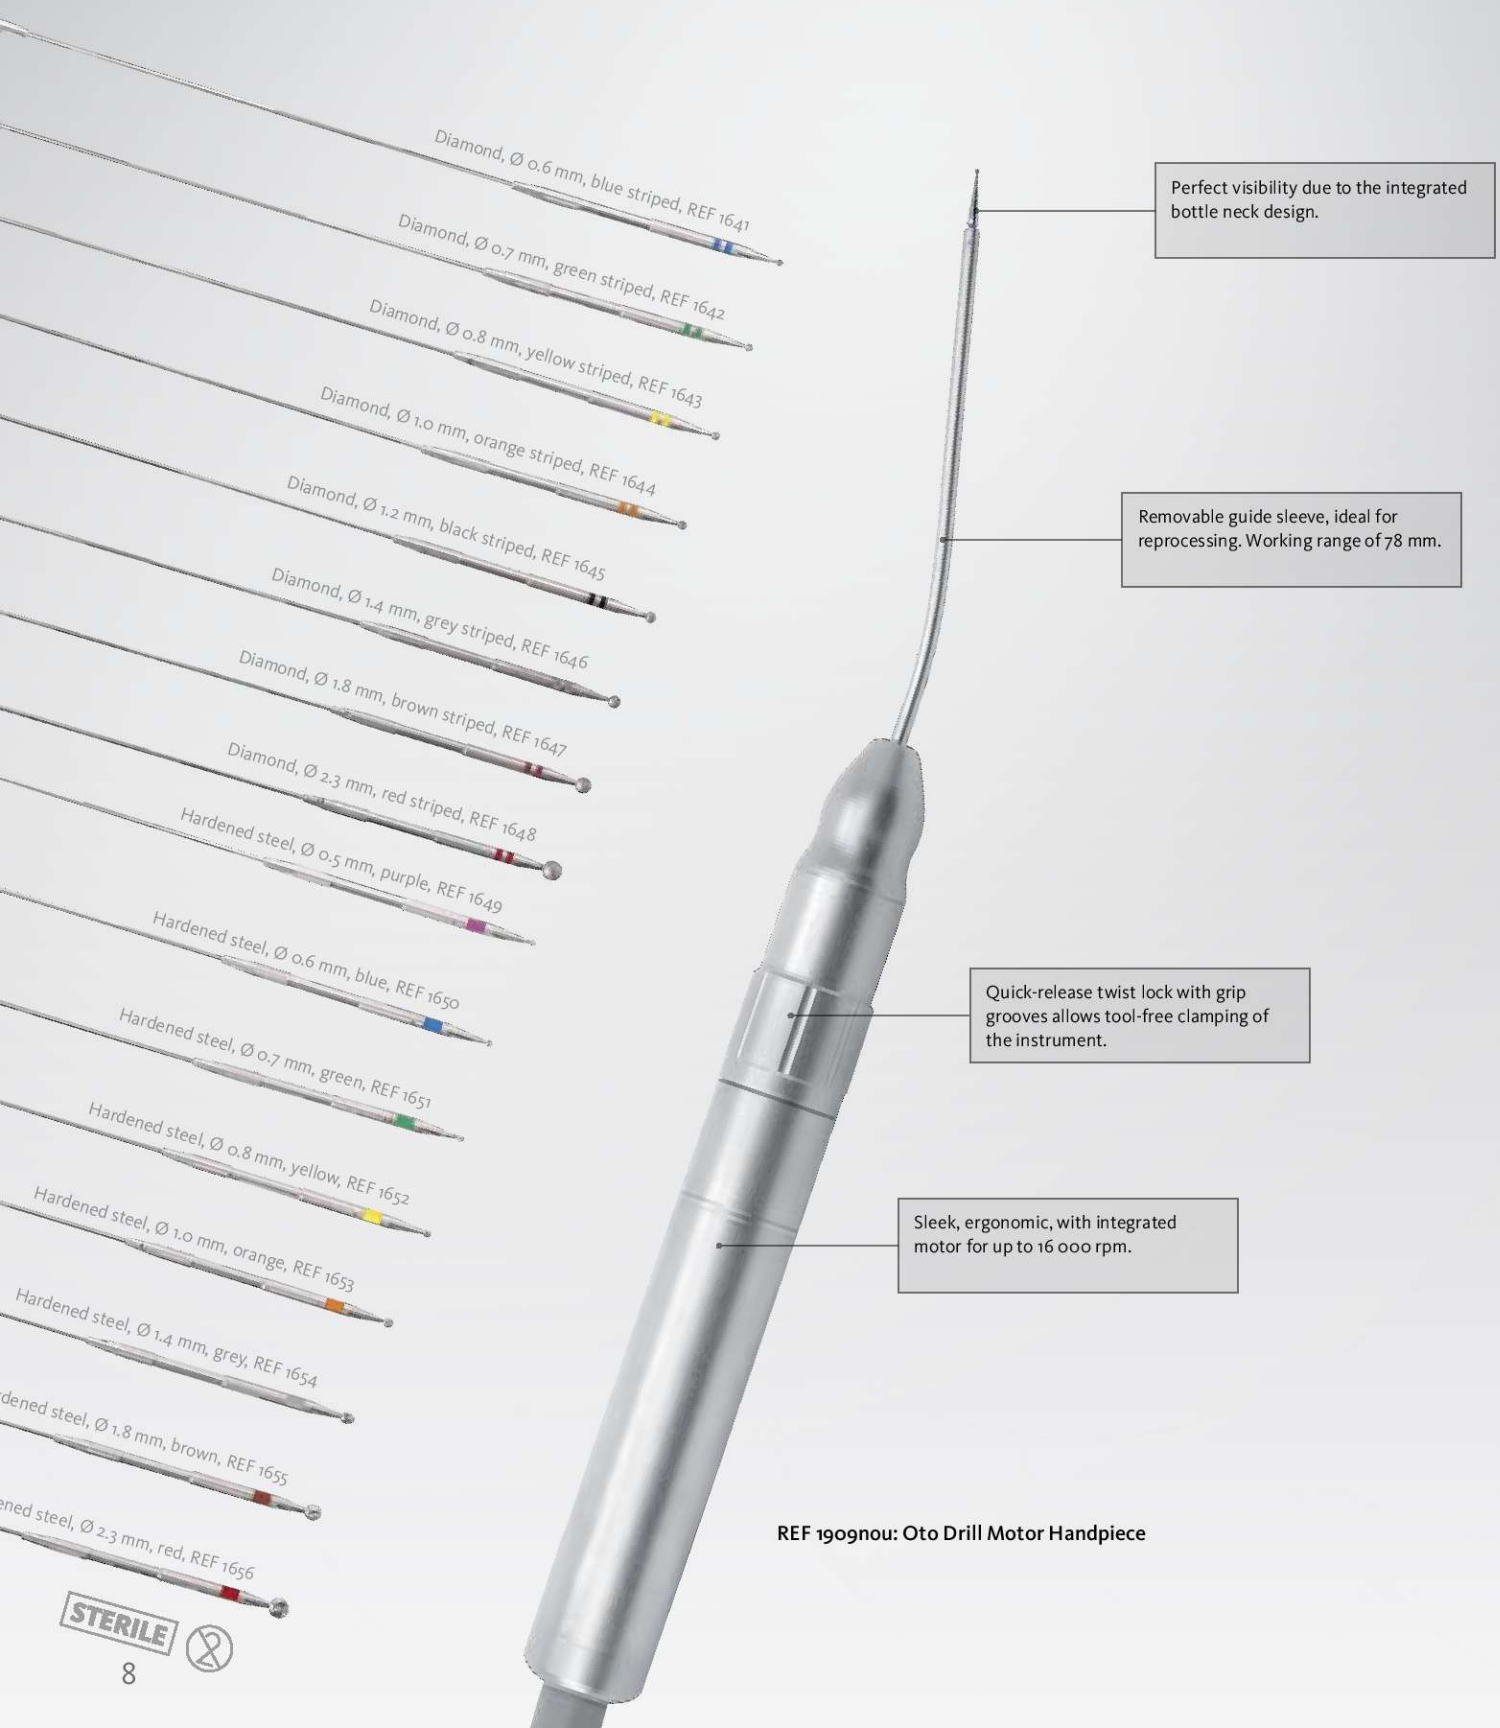 Diamond, Ø 0.6 mm, blue striped, REF 1641
Diamond, Ø 0.7 mm, green striped, REF 1642
Diamond, Ø 0.8 mm, yellow striped, REF 1643
Diamond, Ø 1.0 mm, orange striped, REF 1644
Diamond, Ø 1.2 mm, black striped, REF 1645
Diamond, Ø 1.4 mm, grey striped, REF 1646
Diamond, Ø 1.8 mm, brown striped, REF 1647
Diamond, Ø 2.3 mm, red striped, REF 1648
Hardened steel, Ø 0.5 mm, purple, REF 1649
Hardened steel, Ø 0.6 mm, blue, REF 1650
Hardened steel, Ø 0.7 mm, green, REF 1651
Hardened steel, Ø 0.8 mm, yellow, REF 1652
Hardened steel, Ø 1.0 mm, orange, REF 1653
Hardened steel, Ø 1.4 mm, grey, REF 1654
dened steel, Ø 1.8 mm, brown, REF 1655
ened steel, Ø 2.3 mm, red, REF 1656
STERILE
2
8
Perfect visibility due to the integrated
bottle neck design.
Removable guide sleeve, ideal for
reprocessing. Working range of 78 mm.
Quick-release twist lock with grip
grooves allows tool-free clamping of
the instrument.
Sleek, ergonomic, with integrated
motor for up to 16 000 rpm.
REF 1909nou: Oto Drill Motor Handpiece